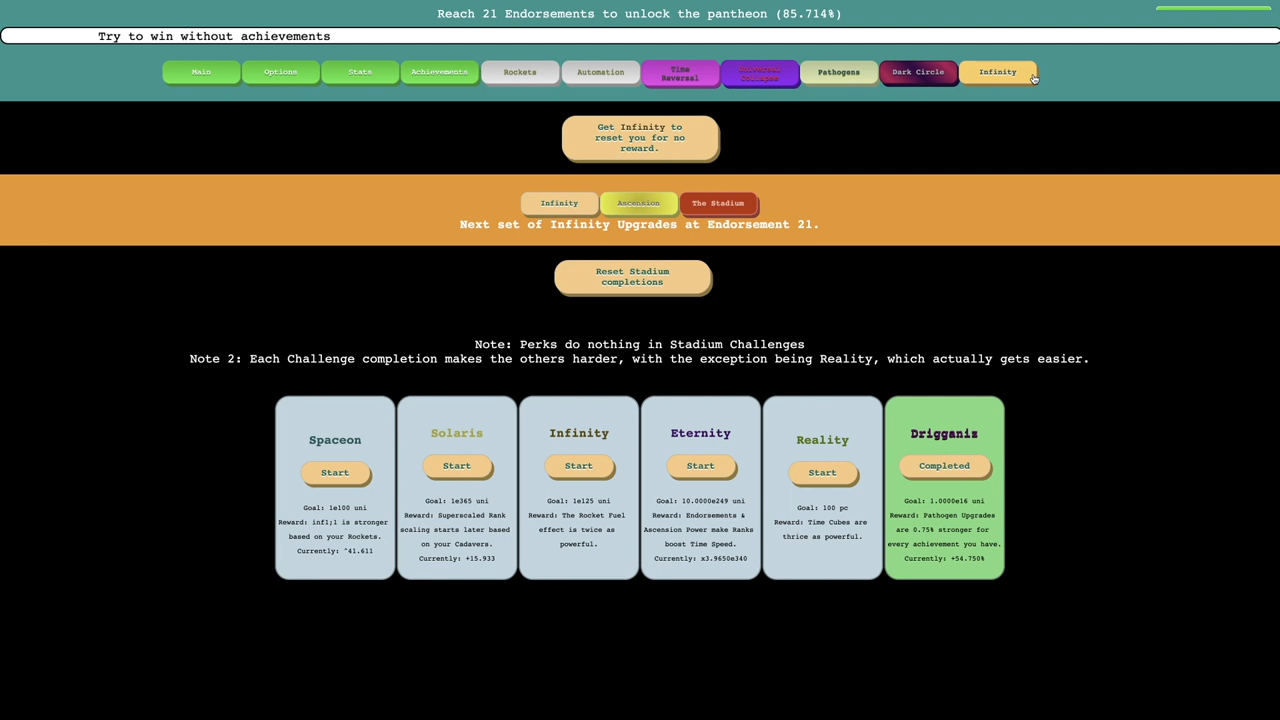 Reach 21 Endorsements to unlock the pantheon (85.714%)
Try to win without achievements
Main
Options
Stats
Achievements
Rockets
Automation
Time
Reversal
Universal
Collapse
Pathogens
Dark Circle
Infinity
Get Infinity to
reset you for no
reward.
Infinity
Ascension
The Stadium
Next set of Infinity Upgrades at Endorsement 21.
Reset Stadium
completions
Note: Perks do nothing in Stadium Challenges
Note 2: Each Challenge completion makes the others harder, with the exception being Reality, which actually gets easier.
Spaceon
Start
Goal: 1e100 uni
Reward: inf1;1 is stronger
based on your Rockets.
Currently: ^41.611
Solaris
Start
Goal: 1e365 uni
Reward: Superscaled Rank
scaling starts later based
on your Cadavers.
Currently: +15.933
Infinity
Start
Goal: 1e125 uni
Reward: The Rocket Fuel
effect is twice as
powerful.
Eternity
Start
Goal: 10.0000e249 uni
Reward: Endorsements &
Ascension Power make Ranks
boost Time Speed.
Currently: x3.9650e340
Reality
Start
Goal: 100 pc
Reward: Time Cubes are
thrice as powerful.
Drigganiz
Completed
Goal: 1.0000e16 uni
Reward: Pathogen Upgrades
are 0.75% stronger for
every achievement you have.
Currently: +54.750%